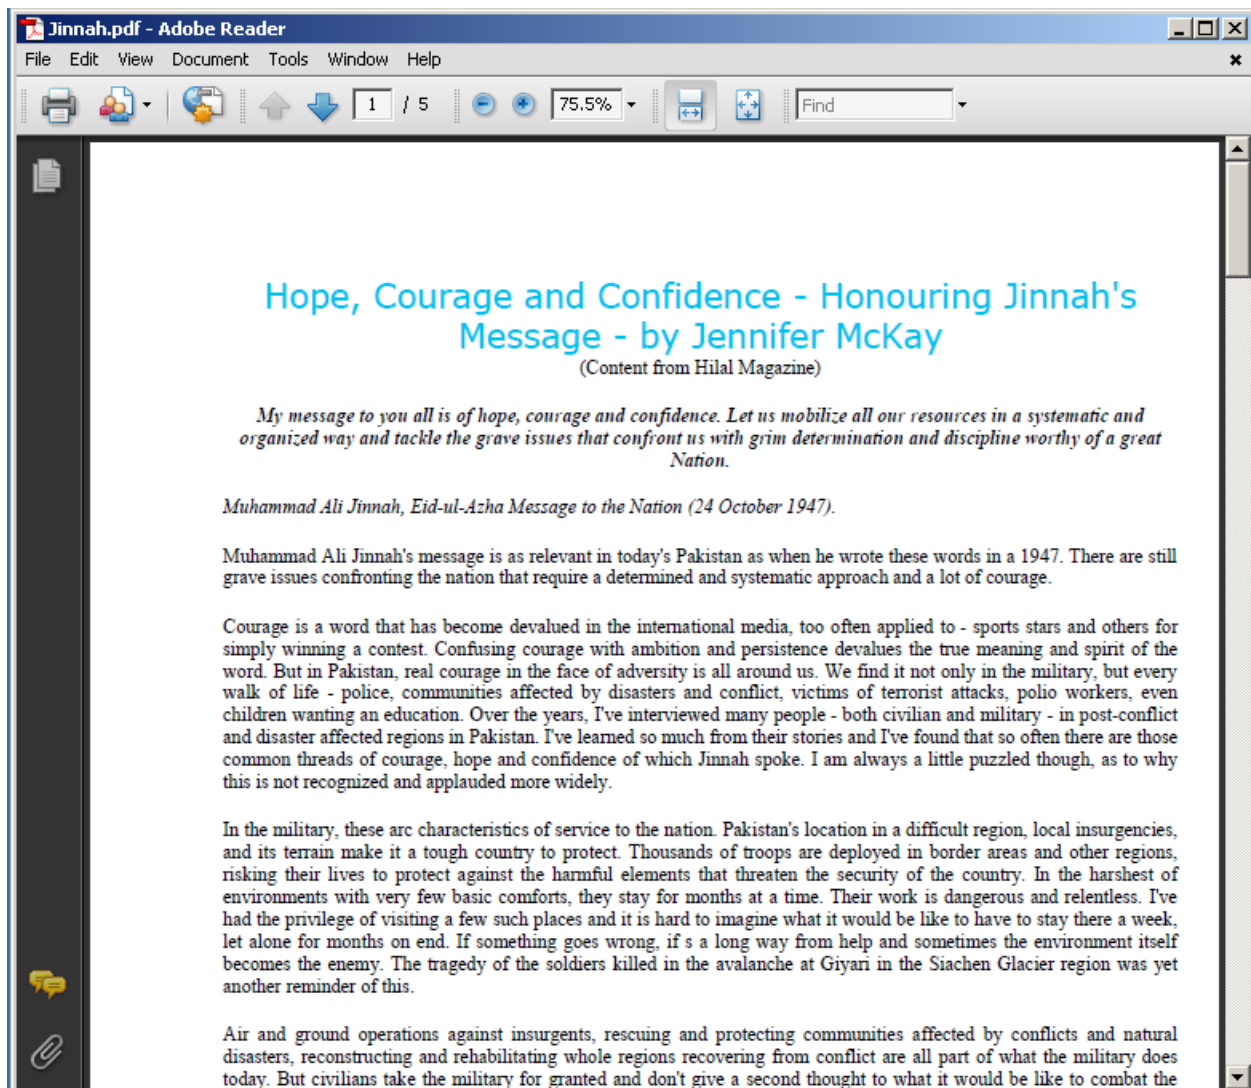 Jinnah.pdf - Adobe Reader
File Edit View Document Tools Window Help
1 / 5 75.5% Find
Hope, Courage and Confidence - Honouring Jinnah's
Message - by Jennifer McKay
(Content from Hilal Magazine)
My message to you all is of hope, courage and confidence. Let us mobilize all our resources in a systematic and
organized way and tackle the grave issues that confront us with grim determination and discipline worthy of a great
Nation.
Muhammad Ali Jinnah, Eid-ul-Azha Message to the Nation (24 October 1947).
Muhammad Ali Jinnah's message is as relevant in today's Pakistan as when he wrote these words in a 1947. There are still
grave issues confronting the nation that require a determined and systematic approach and a lot of courage.
Courage is a word that has become devalued in the international media, too often applied to - sports stars and others for
simply winning a contest. Confusing courage with ambition and persistence devalues the true meaning and spirit of the
word. But in Pakistan, real courage in the face of adversity is all around us. We find it not only in the military, but every
walk of life - police, communities affected by disasters and conflict, victims of terrorist attacks, polio workers, even
children wanting an education. Over the years, I've interviewed many people - both civilian and military - in post-conflict
and disaster affected regions in Pakistan. I've learned so much from their stories and I've found that so often there are those
common threads of courage, hope and confidence of which Jinnah spoke. I am always a little puzzled though, as to why
this is not recognized and applauded more widely.
In the military, these arc characteristics of service to the nation. Pakistan's location in a difficult region, local insurgencies,
and its terrain make it a tough country to protect. Thousands of troops are deployed in border areas and other regions,
risking their lives to protect against the harmful elements that threaten the security of the country. In the harshest of
environments with very few basic comforts, they stay for months at a time. Their work is dangerous and relentless. I've
had the privilege of visiting a few such places and it is hard to imagine what it would be like to have to stay there a week,
let alone for months on end. If something goes wrong, if s a long way from help and sometimes the environment itself
becomes the enemy. The tragedy of the soldiers killed in the avalanche at Giyari in the Siachen Glacier region was yet
another reminder of this.
Air and ground operations against insurgents, rescuing and protecting communities affected by conflicts and natural
disasters, reconstructing and rehabilitating whole regions recovering from conflict are all part of what the military does
today. But civilians take the military for granted and don't give a second thought to what it would be like to combat the